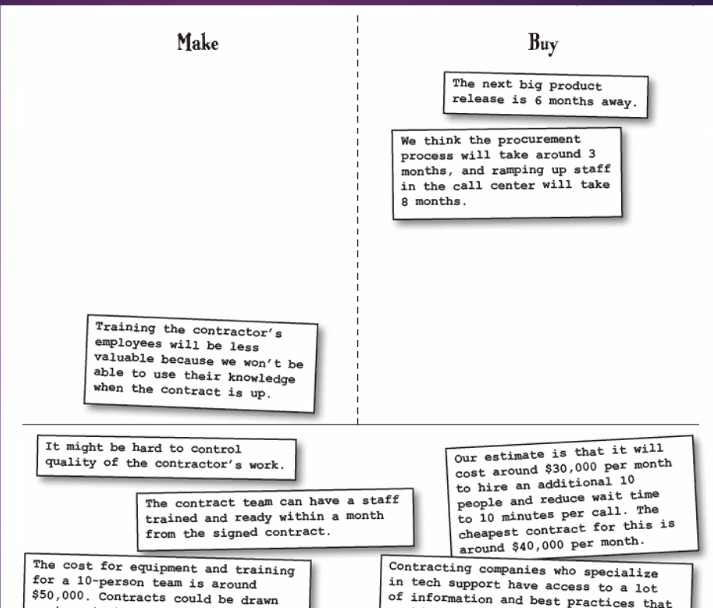 Make
Buy
The next big product
release is 6 months away.
We think the procurement
process will take around 3
months, and ramping up staff
in the call center will take
8 months.
Training the contractor's
employees will be less
valuable because we won't be
able to use their knowledge
when the contract is up.
It might be hard to control
quality of the contractor's work.
Our estimate is that it will
cost around $30,000 per month
to hire an additional 10
people and reduce wait time
to 10 minutes per call. The
cheapest contract for this is
around $40,000 per month.
The contract team can have a staff
trained and ready within a month
from the signed contract.
The cost for equipment and training
for a 10-person team is around
$50,000. Contracts could be drawn
Contracting companies who specialize
in tech support have access to a lot
of information and best practices that